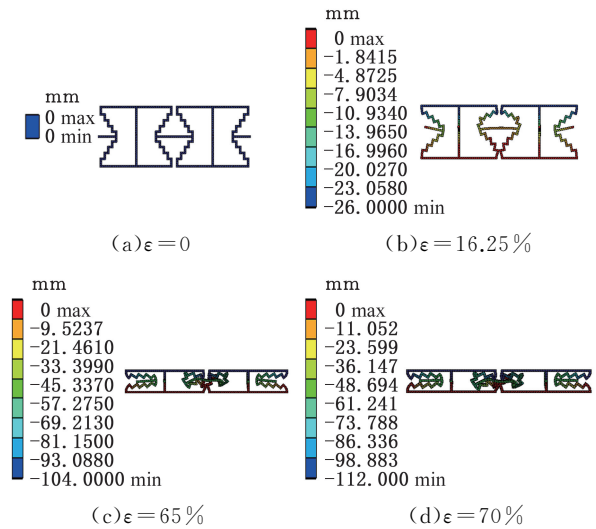 mm
0 max
0 min
(a)ε=0
mm
0 max
-1.8415
-4.8725
-7.9034
-10.9340
-13.9650
-16.9960
-20.0270
-23.0580
-26.0000 min
(b)ε=16.25%
mm
0 max
-9.5237
-21.4610
-33.3990
-45.3370
-57.2750
-69.2130
-81.1500
-93.0880
-104.0000 min
(c)ε=65%
mm
0 max
-11.052
-23.599
-36.147
-48.694
-61.241
-73.788
-86.336
-98.883
-112.000 min
(d)ε=70%